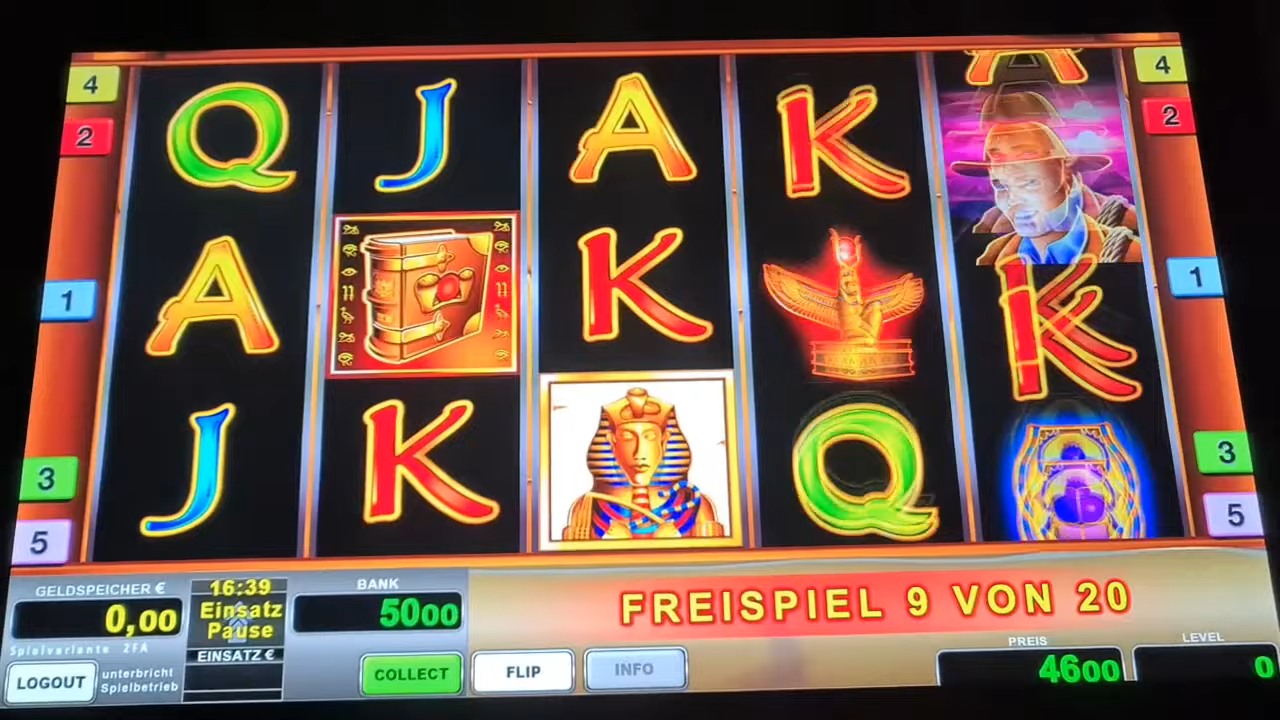 4
4
2
2
Q J A K A
A K K
1
1
J K Q
3
3
5
5
GELDSPEICHER €
0,00
Spielvariante 2FA
LOGOUT
unterbricht
Spielbetrieb
16:39
Einsatz
Pause
EINSATZ €
BANK
5000
COLLECT
FLIP
INFO
FREISPIEL 9 VON 20
PREIS
4600
LEVEL
0